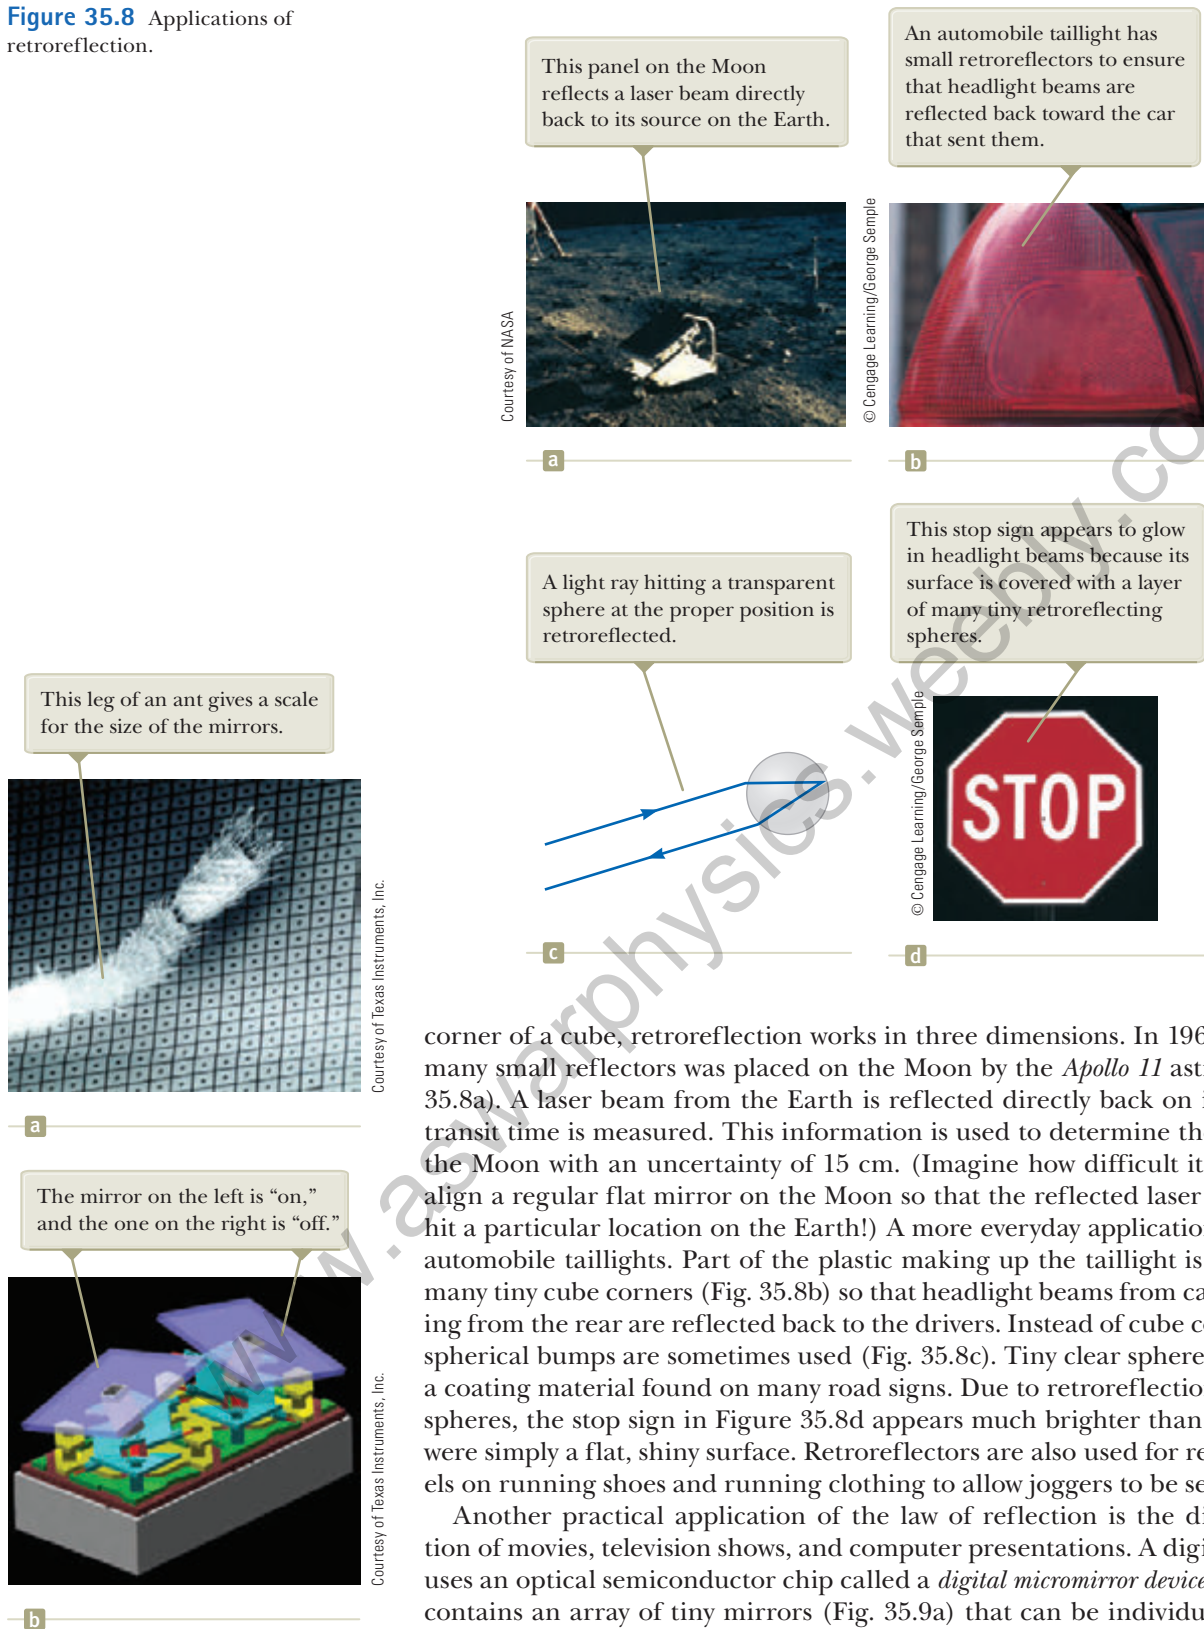 Figure 35.8 Applications of
retroreflection.
This panel on the Moon
reflects a laser beam directly
back to its source on the Earth.
An automobile taillight has
small retroreflectors to ensure
that headlight beams are
reflected back toward the car
that sent them.
Courtesy of NASA
© Cengage Learning/George Semple
a
b
A light ray hitting a transparent
sphere at the proper position is
retroreflected.
This stop sign appears to glow
in headlight beams because its
surface is covered with a layer
of many tiny retroreflecting
spheres.
© Cengage Learning/George Semple
STOP
c
d
This leg of an ant gives a scale
for the size of the mirrors.
Courtesy of Texas Instruments, Inc.
a
The mirror on the left is “on,”
and the one on the right is “off.”
Courtesy of Texas Instruments, Inc.
b
corner of a cube, retroreflection works in three dimensions. In 196
many small reflectors was placed on the Moon by the Apollo 11 ast
35.8a). A laser beam from the Earth is reflected directly back on i
transit time is measured. This information is used to determine th
the Moon with an uncertainty of 15 cm. (Imagine how difficult it
align a regular flat mirror on the Moon so that the reflected laser
hit a particular location on the Earth!) A more everyday application
automobile taillights. Part of the plastic making up the taillight is
many tiny cube corners (Fig. 35.8b) so that headlight beams from ca
ing from the rear are reflected back to the drivers. Instead of cube c
spherical bumps are sometimes used (Fig. 35.8c). Tiny clear sphere
a coating material found on many road signs. Due to retroreflection
spheres, the stop sign in Figure 35.8d appears much brighter than
were simply a flat, shiny surface. Retroreflectors are also used for re
els on running shoes and running clothing to allow joggers to be se
Another practical application of the law of reflection is the di
tion of movies, television shows, and computer presentations. A digi
uses an optical semiconductor chip called a digital micromirror device
contains an array of tiny mirrors (Fig. 35.9a) that can be individu
www.aswarphysics.weebly.co